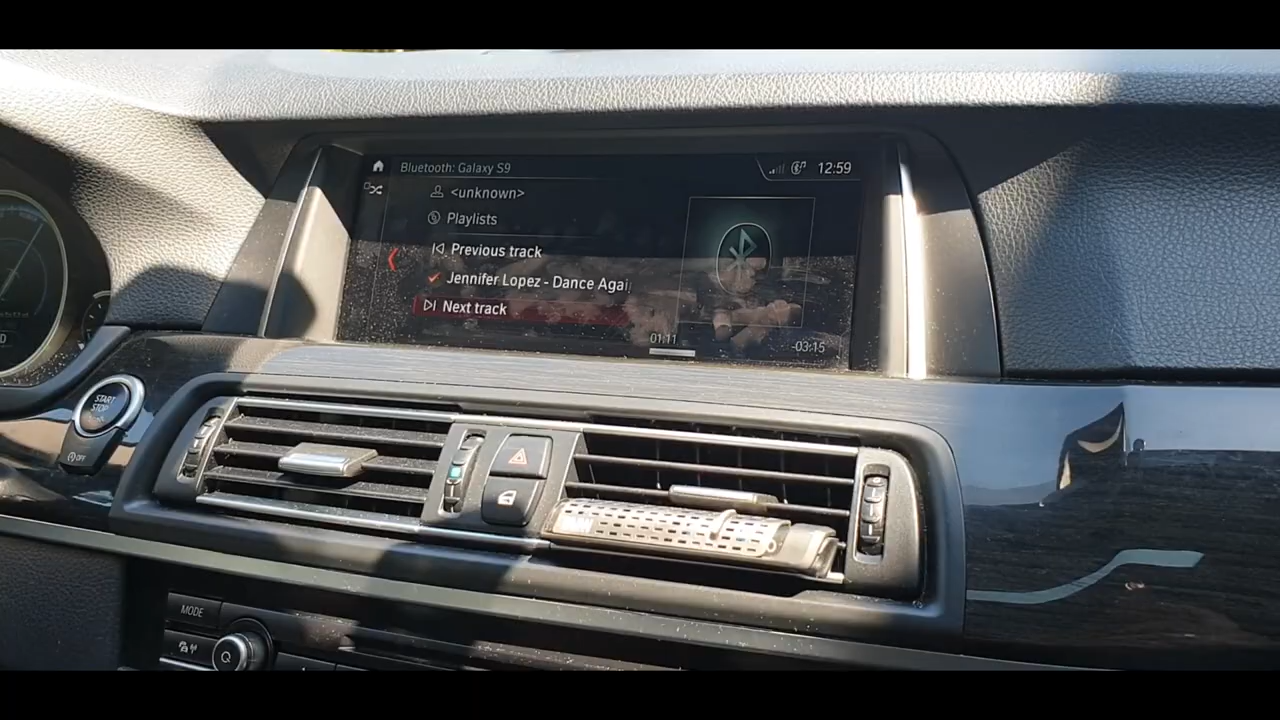 Bluetooth: Galaxy S9
12:59
<unknown>
Playlists
Previous track
Jennifer Lopez - Dance Agai
Next track
01:11
-03:15
START
STOP
OFF
MODE